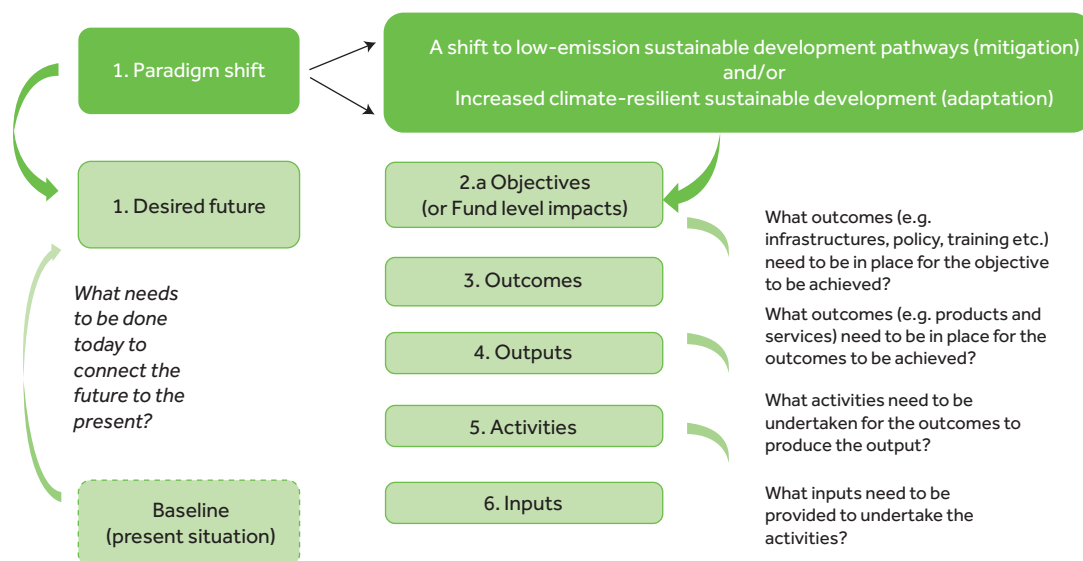 1. Paradigm shift
A shift to low-emission sustainable development pathways (mitigation)
and/or
Increased climate-resilient sustainable development (adaptation)
1. Desired future
What needs
to be done
today to
connect the
future to the
present?
Baseline
(present situation)
2.a Objectives
(or Fund level impacts)
3. Outcomes
4. Outputs
5. Activities
6. Inputs
What outcomes (e.g.
infrastructures, policy, training etc.)
need to be in place for the objective
to be achieved?
What outcomes (e.g. products and
services) need to be in place for the
outcomes to be achieved?
What activities need to be
undertaken for the outcomes to
produce the output?
What inputs need to be
provided to undertake the
activities?